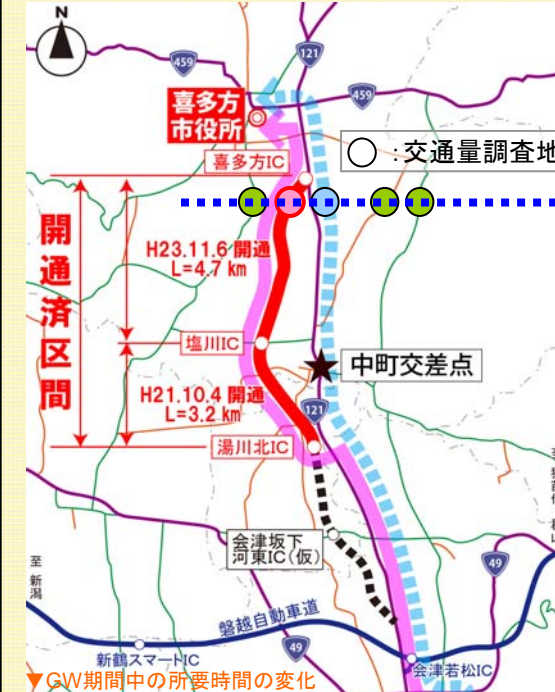 N
459
121
459
喜多方
市役所
喜多方IC
○:交通量調査地
開通済区間
H23.11.6 開通
L=4.7 km
塩川IC
中町交差点
H21.10.4 開通
L=3.2 km
121
湯川北IC
会津坂下
河東IC(仮)
49
至 新潟
磐越自動車道
新鶴スマートIC
49
会津若松IC
▼GW期間中の所要時間の変化